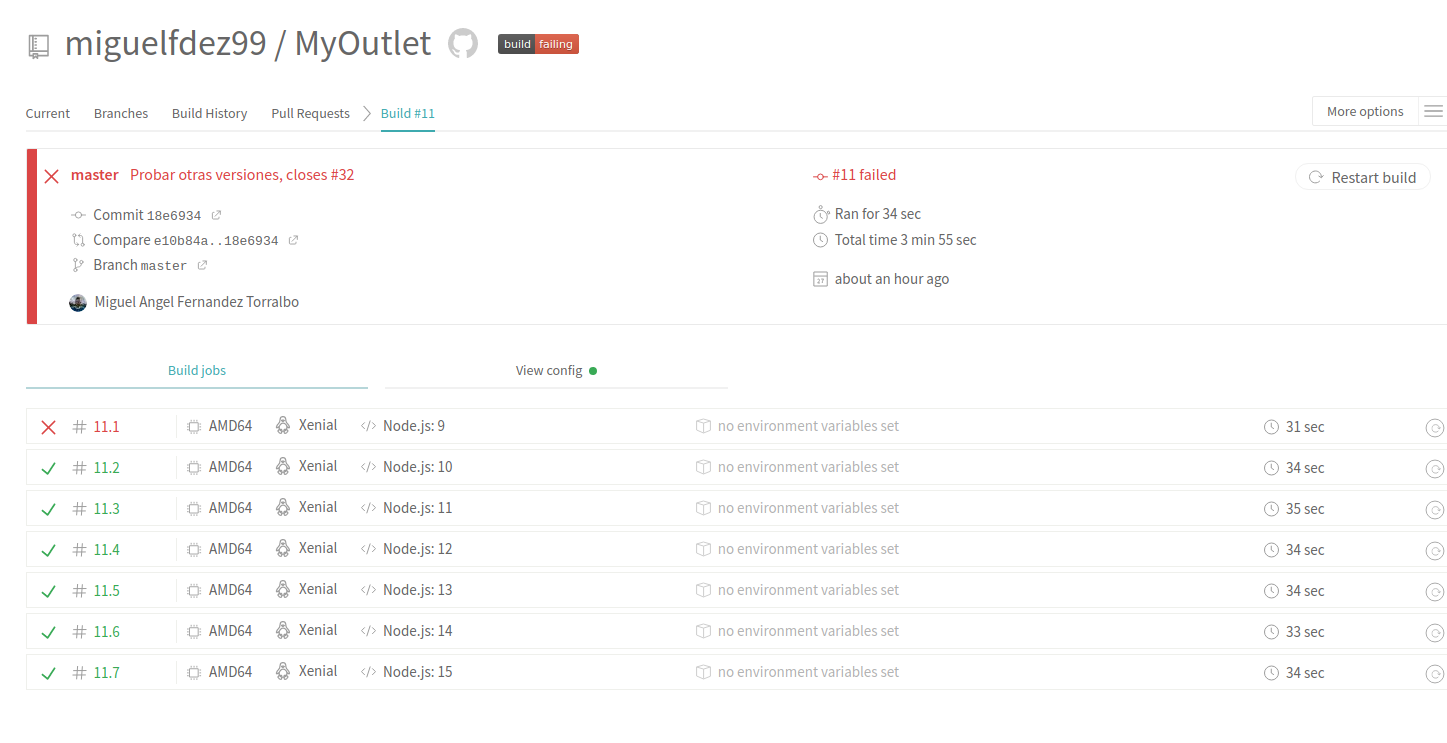 miguelfdez99 / MyOutlet build failing
Current Branches Build History Pull Requests Build #11 More options
master Probar otras versiones, closes #32 #11 failed Restart build
Commit 18e6934 Ran for 34 sec
Compare e10b84a..18e6934 Total time 3 min 55 sec
Branch master
27 about an hour ago
Miguel Angel Fernandez Torralbo
Build jobs View config
# 11.1 AMD64 Xenial </> Node.js: 9 no environment variables set 31 sec
# 11.2 AMD64 Xenial </> Node.js: 10 no environment variables set 34 sec
# 11.3 AMD64 Xenial </> Node.js: 11 no environment variables set 35 sec
# 11.4 AMD64 Xenial </> Node.js: 12 no environment variables set 34 sec
# 11.5 AMD64 Xenial </> Node.js: 13 no environment variables set 34 sec
# 11.6 AMD64 Xenial </> Node.js: 14 no environment variables set 33 sec
# 11.7 AMD64 Xenial </> Node.js: 15 no environment variables set 34 sec